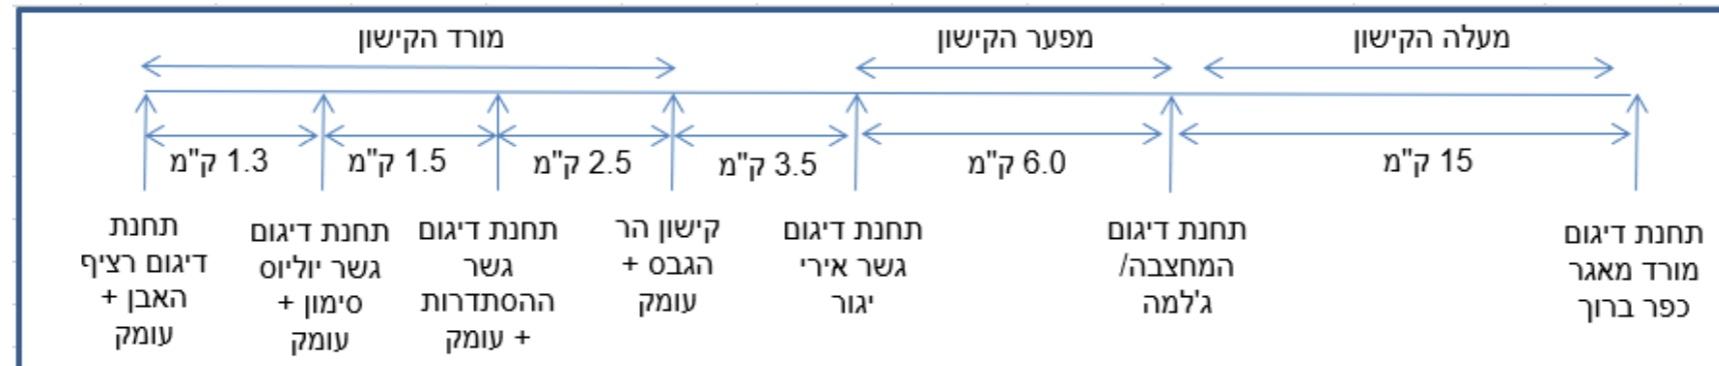 מעלה הקישון
מפער הקישון
מורד הקישון
15 ק"מ
6.0 ק"מ
3.5 ק"מ
2.5 ק"מ
1.5 ק"מ
1.3 ק"מ
תחנת דיגום
מורד מאגר
כפר ברוך
תחנת דיגום
המחצבה/
ג'למה
תחנת דיגום
גשר אירי
יגור
קישון הר
הגבס +
עומק
תחנת דיגום
גשר
ההסתדרות
+ עומק
תחנת דיגום
גשר יוליוס
סימון +
עומק
תחנת
דיגום רציף
האבן +
עומק